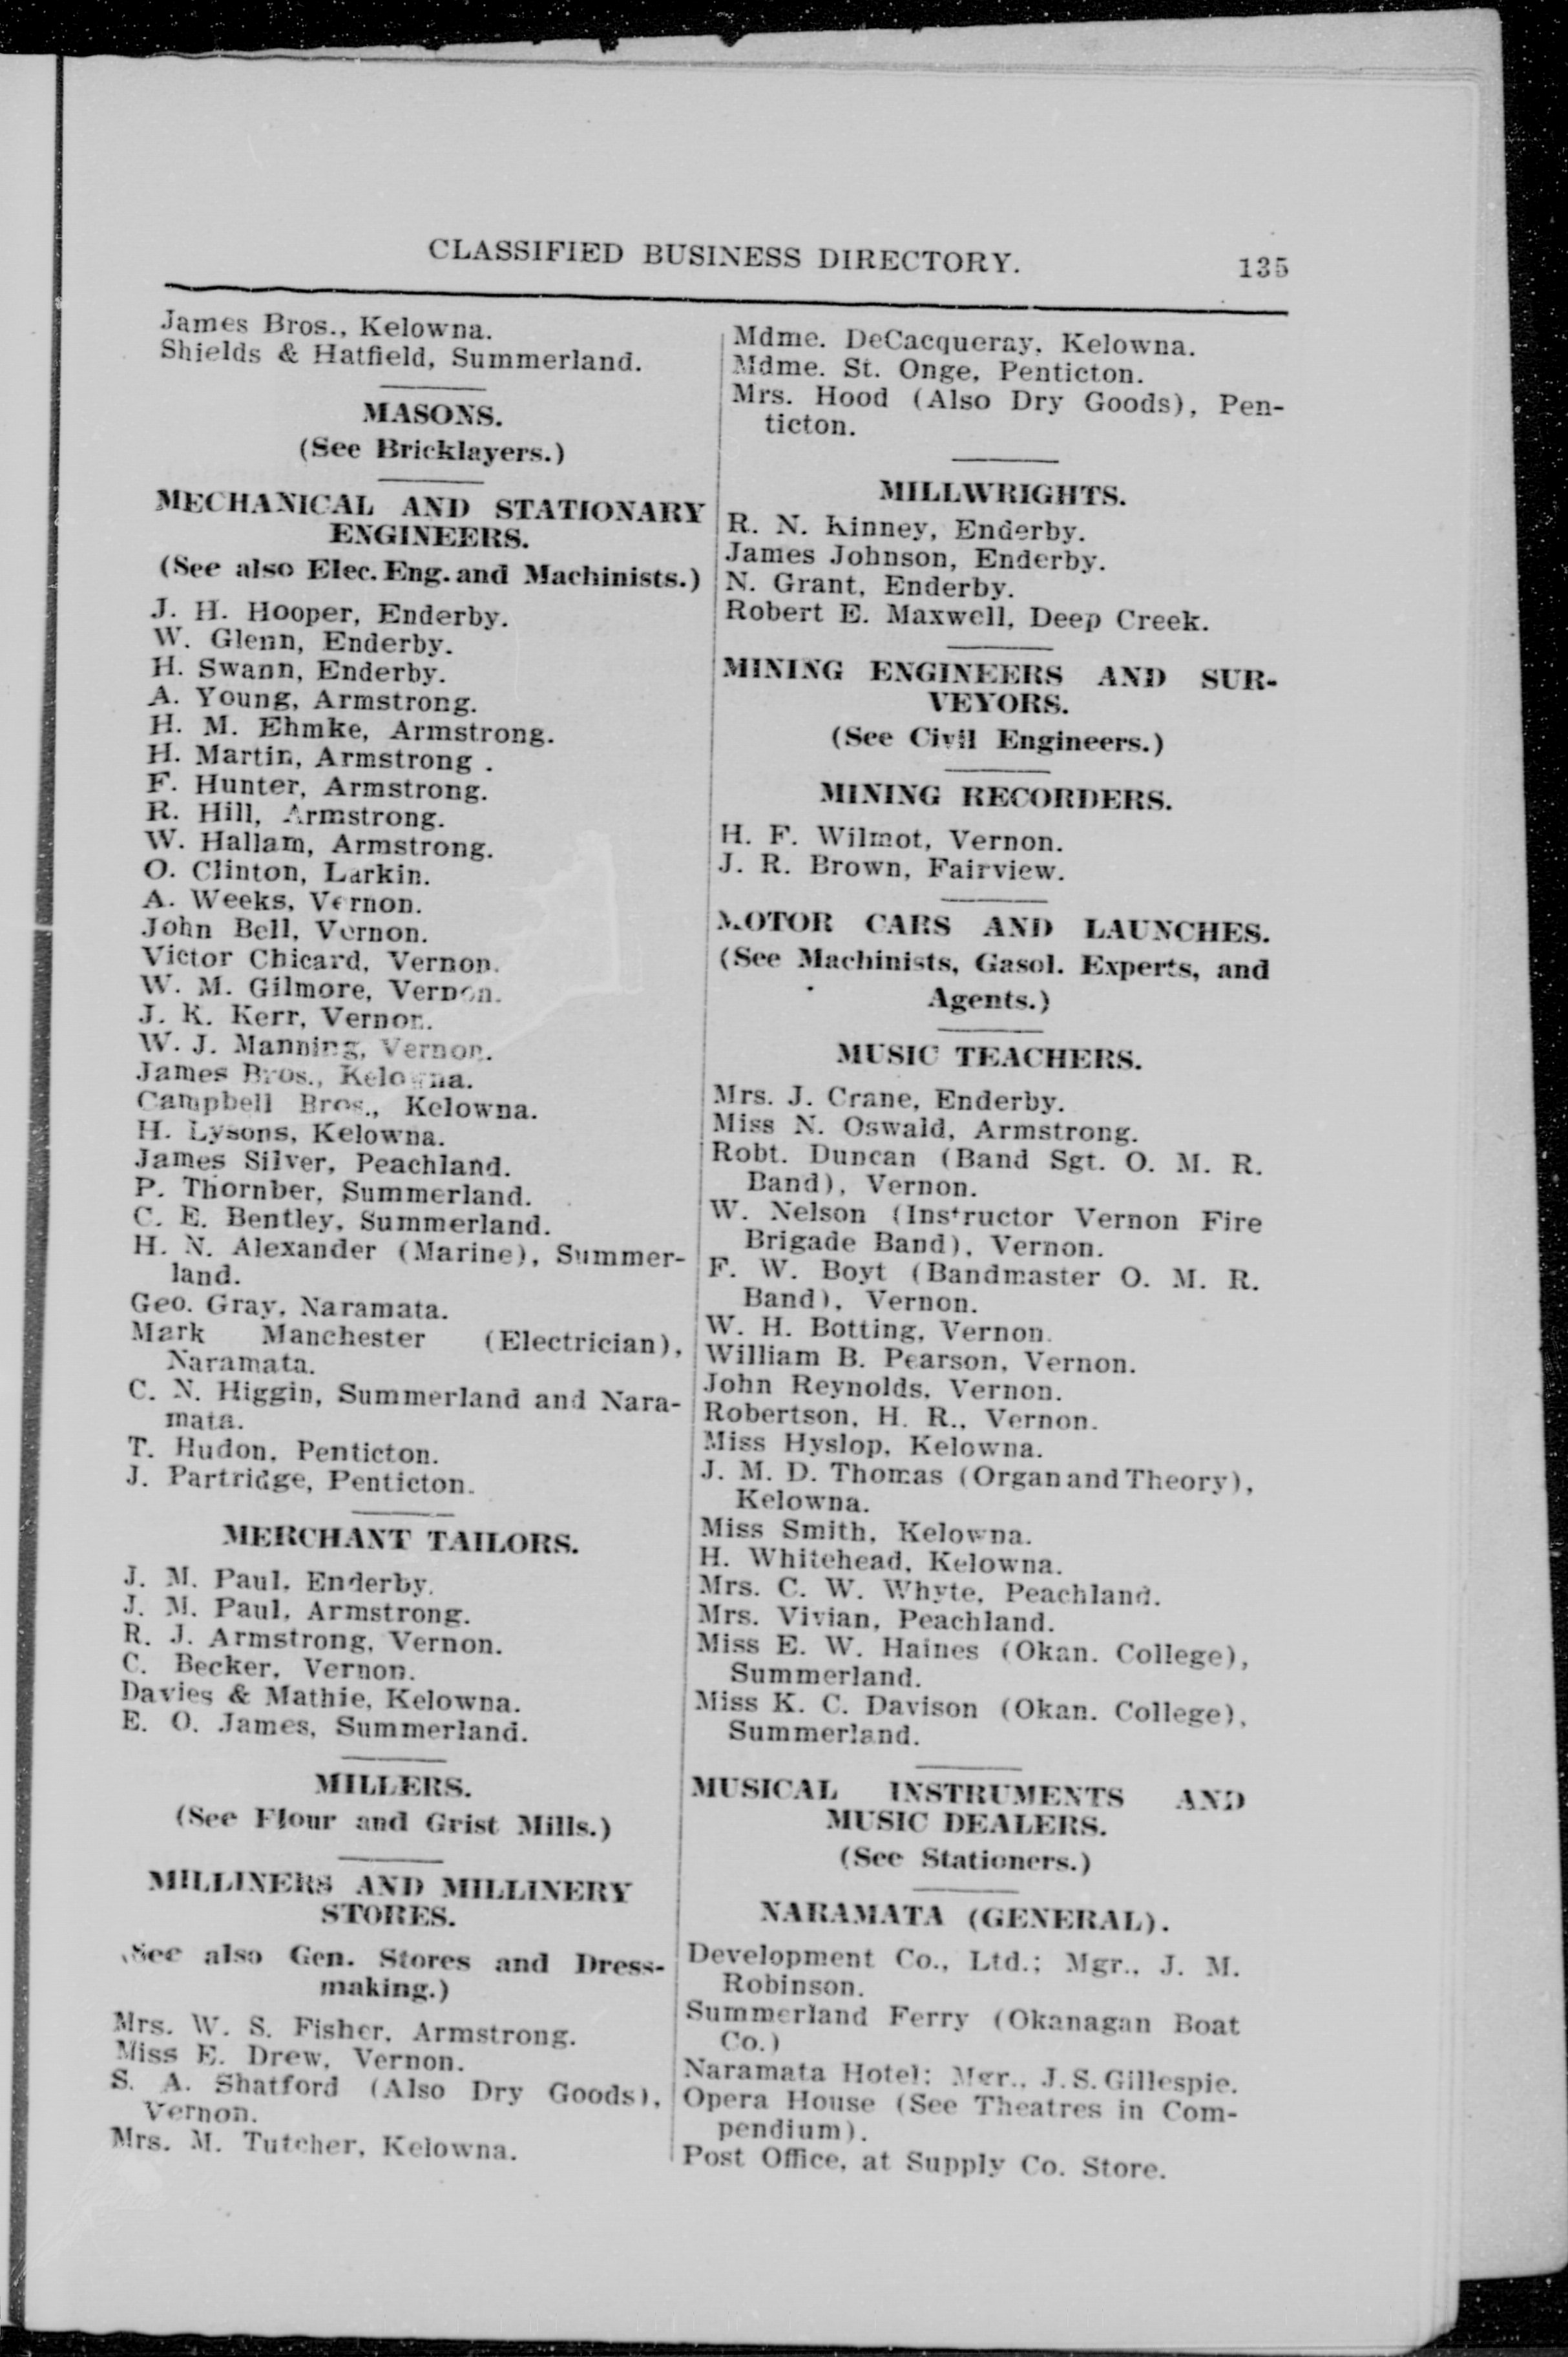 CLASSIFIED BUSINESS DIRECTORY. 135
James Bros., Kelowna.
Shields & Hatfield, Summerland.
MASONS.
(See Bricklayers.)
MECHANICAL AND STATIONARY
ENGINEERS.
(See also Elec. Eng. and Machinists.)
J. H. Hooper, Enderby.
W. Glenn, Enderby.
H. Swann, Enderby.
A. Young, Armstrong.
H. M. Ehmke, Armstrong.
H. Martin, Armstrong .
F. Hunter, Armstrong.
R. Hill, Armstrong.
W. Hallam, Armstrong.
O. Clinton, Larkin.
A. Weeks, Vernon.
John Bell, Vernon.
Victor Chicard, Vernon.
W. M. Gilmore, Vernon.
J. K. Kerr, Vernon.
W. J. Manning, Vernon.
James Bros., Kelowna.
Campbell Bros., Kelowna.
H. Lysons, Kelowna.
James Silver, Peachland.
P. Thornber, Summerland.
C. E. Bentley, Summerland.
H. N. Alexander (Marine), Summer-
land.
Geo. Gray, Naramata.
Mark Manchester (Electrician),
Naramata.
C. N. Higgin, Summerland and Nara-
mata.
T. Hudon, Penticton.
J. Partridge, Penticton.
MERCHANT TAILORS.
J. M. Paul, Enderby.
J. M. Paul, Armstrong.
R. J. Armstrong, Vernon.
C. Becker, Vernon.
Davies & Mathie, Kelowna.
E. O. James, Summerland.
MILLERS.
(See Flour and Grist Mills.)
MILLINERS AND MILLINERY
STORES.
(See also Gen. Stores and Dress-
making.)
Mrs. W. S. Fisher, Armstrong.
Miss E. Drew, Vernon.
S. A. Shatford (Also Dry Goods),
Vernon.
Mrs. M. Tutcher, Kelowna.
Mdme. DeCacqueray, Kelowna.
Mdme. St. Onge, Penticton.
Mrs. Hood (Also Dry Goods), Pen-
ticton.
MILLWRIGHTS.
R. N. Kinney, Enderby.
James Johnson, Enderby.
N. Grant, Enderby.
Robert E. Maxwell, Deep Creek.
MINING ENGINEERS AND SUR-
VEYORS.
(See Civil Engineers.)
MINING RECORDERS.
H. F. Wilmot, Vernon.
J. R. Brown, Fairview.
MOTOR CARS AND LAUNCHES.
(See Machinists, Gasol. Experts, and
Agents.)
MUSIC TEACHERS.
Mrs. J. Crane, Enderby.
Miss N. Oswald, Armstrong.
Robt. Duncan (Band Sgt. O. M. R.
Band), Vernon.
W. Nelson (Instructor Vernon Fire
Brigade Band), Vernon.
F. W. Boyt (Bandmaster O. M. R.
Band), Vernon.
W. H. Botting, Vernon.
William B. Pearson, Vernon.
John Reynolds, Vernon.
Robertson, H. R., Vernon.
Miss Hyslop, Kelowna.
J. M. D. Thomas (Organ and Theory),
Kelowna.
Miss Smith, Kelowna.
H. Whitehead, Kelowna.
Mrs. C. W. Whyte, Peachland.
Mrs. Vivian, Peachland.
Miss E. W. Haines (Okan. College),
Summerland.
Miss K. C. Davison (Okan. College),
Summerland.
MUSICAL INSTRUMENTS AND
MUSIC DEALERS.
(See Stationers.)
NARAMATA (GENERAL).
Development Co., Ltd.; Mgr., J. M.
Robinson.
Summerland Ferry (Okanagan Boat
Co.)
Naramata Hotel; Mgr., J. S. Gillespie.
Opera House (See Theatres in Com-
pendium).
Post Office, at Supply Co. Store.